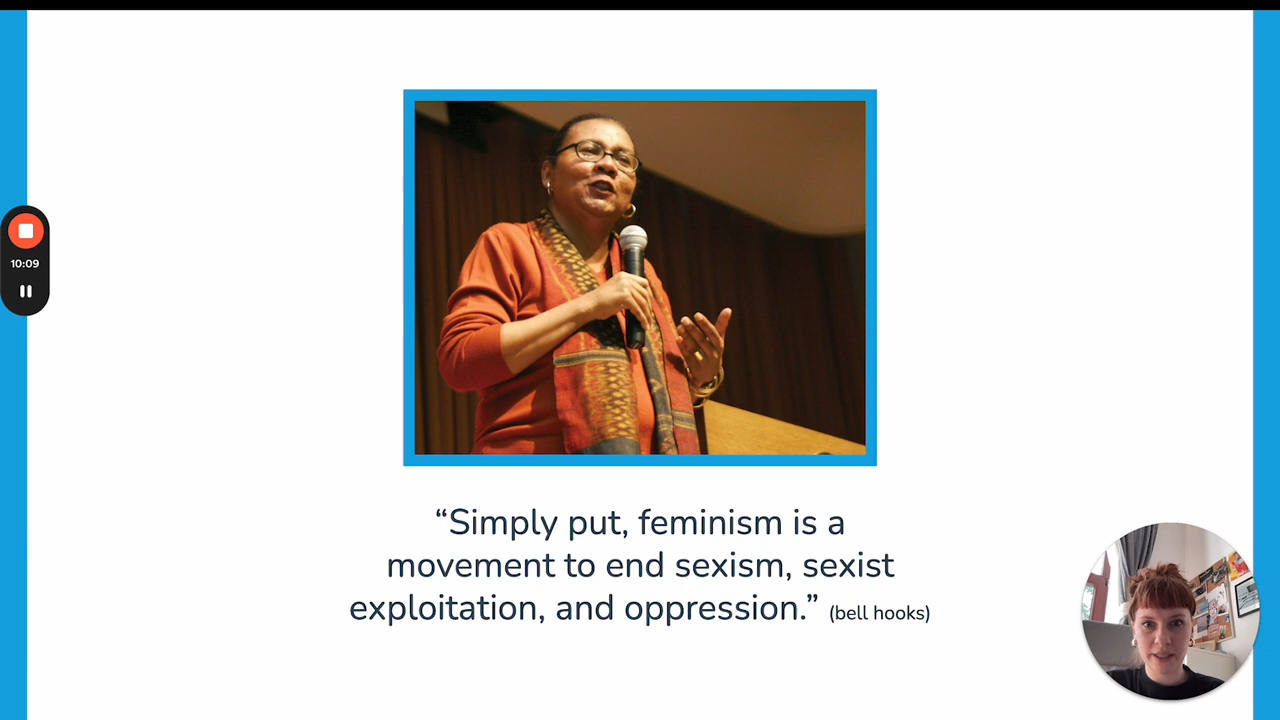 10:09
“Simply put, feminism is a
movement to end sexism, sexist
exploitation, and oppression.” (bell hooks)